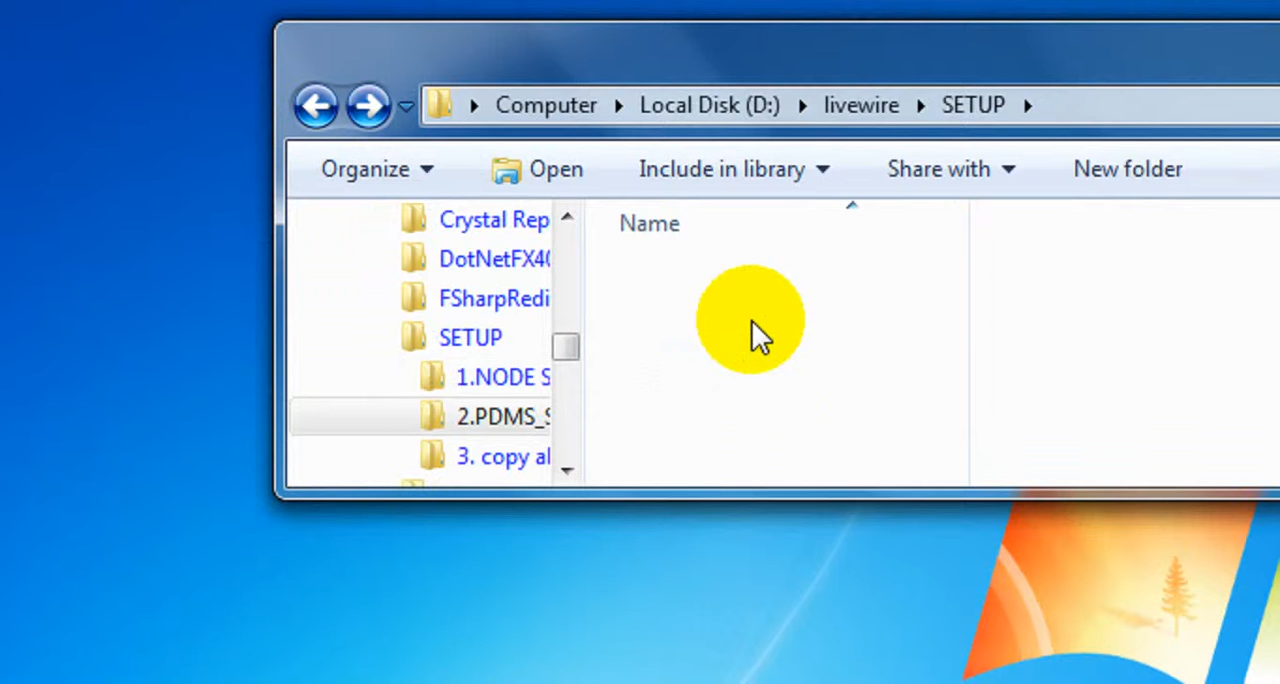 Computer Local Disk (D:) livewire SETUP
Organize Open Include in library Share with New folder
Crystal Rep
DotNetFX40
FSharpRedi
SETUP
1.NODE S
2.PDMS_S
3. copy al
Name